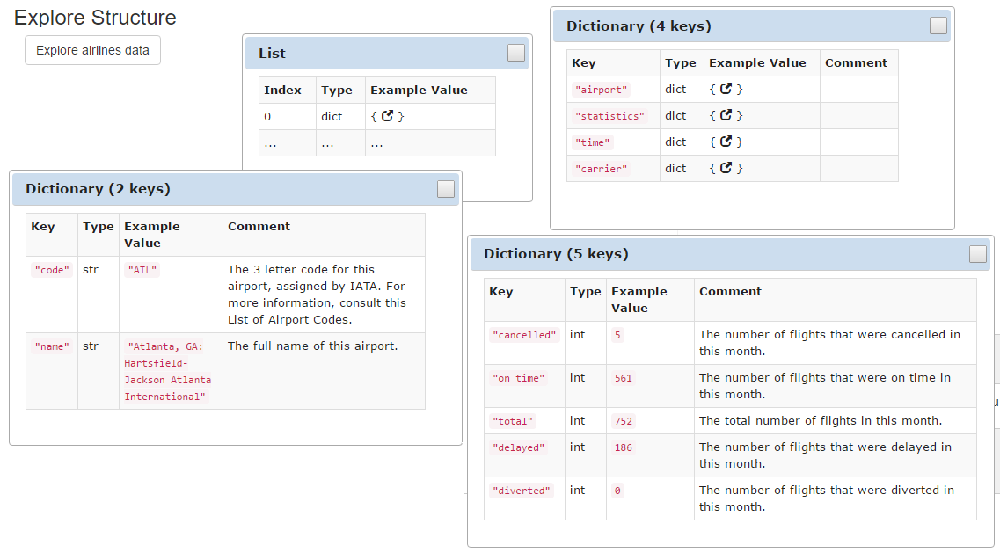 Explore Structure
Explore airlines data
List
Index Type Example Value
0 dict { }
... ... ...
Dictionary (4 keys)
Key Type Example Value Comment
"airport" dict { }
"statistics" dict { }
"time" dict { }
"carrier" dict { }
Dictionary (2 keys)
Key Type Example Comment
Value
"code" str "ATL" The 3 letter code for this
airport, assigned by IATA. For
more information, consult this
List of Airport Codes.
"name" str "Atlanta, GA: The full name of this airport.
Hartsfield-
Jackson Atlanta
International"
Dictionary (5 keys)
Key Type Example Comment
Value
"cancelled" int 5 The number of flights that were cancelled in
this month.
"on time" int 561 The number of flights that were on time in
this month.
"total" int 752 The total number of flights in this month.
"delayed" int 186 The number of flights that were delayed in
this month.
"diverted" int 0 The number of flights that were diverted in
this month.